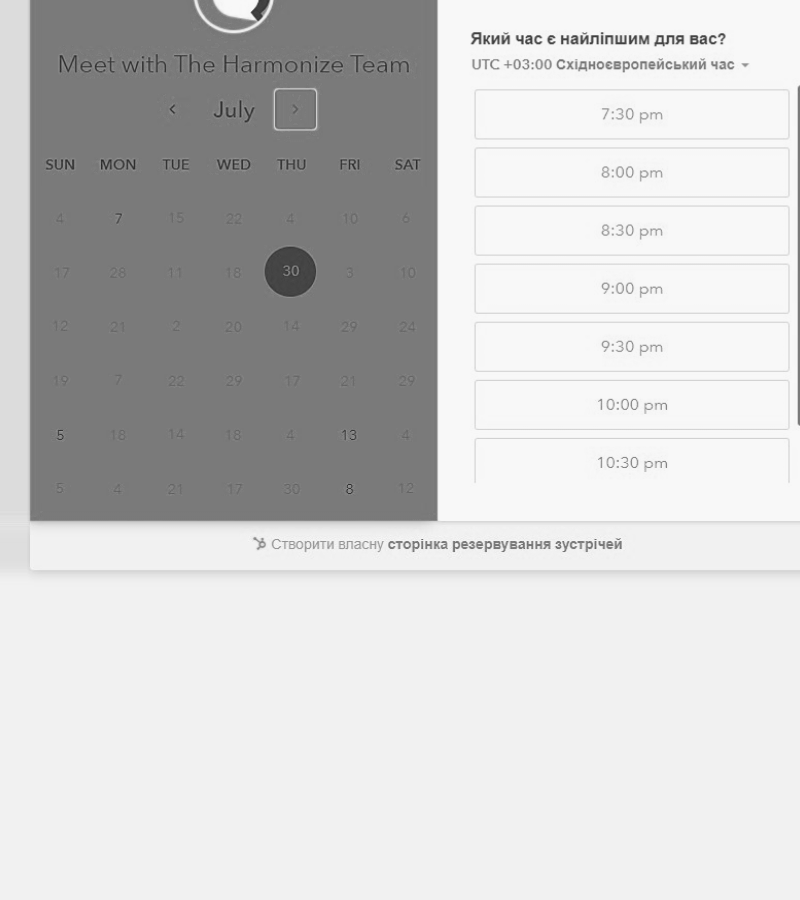 Meet with The Harmonize Team
July
SUN MON TUE WED THU FRI SAT
4 7 15 22 4 10 6
17 28 11 18 30 3 10
12 21 2 20 14 29 24
19 7 22 29 17 21 29
5 18 14 18 4 13 4
5 4 21 17 30 8 12
Який час є найліпшим для вас?
UTC +03:00 Східноєвропейський час
7:30 pm
8:00 pm
8:30 pm
9:00 pm
9:30 pm
10:00 pm
10:30 pm
Створити власну сторінка резервування зустрічей